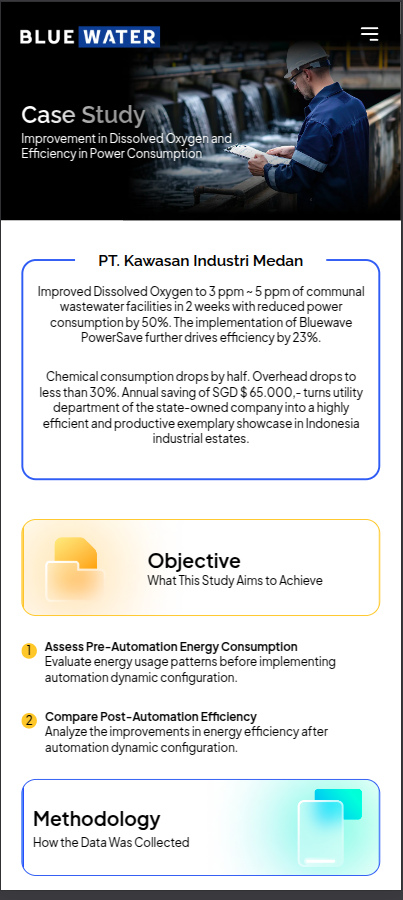 BLUE WATER
Case Study
Improvement in Dissolved Oxygen and
Efficiency in Power Consumption
PT. Kawasan Industri Medan
Improved Dissolved Oxygen to 3 ppm ~ 5 ppm of communal
wastewater facilities in 2 weeks with reduced power
consumption by 50%. The implementation of Bluewave
PowerSave further drives efficiency by 23%.
Chemical consumption drops by half. Overhead drops to
less than 30%. Annual saving of SGD $ 65.000,- turns utility
department of the state-owned company into a highly
efficient and productive exemplary showcase in Indonesia
industrial estates.
Objective
What This Study Aims to Achieve
1 Assess Pre-Automation Energy Consumption
Evaluate energy usage patterns before implementing
automation dynamic configuration.
2 Compare Post-Automation Efficiency
Analyze the improvements in energy efficiency after
automation dynamic configuration.
Methodology
How the Data Was Collected